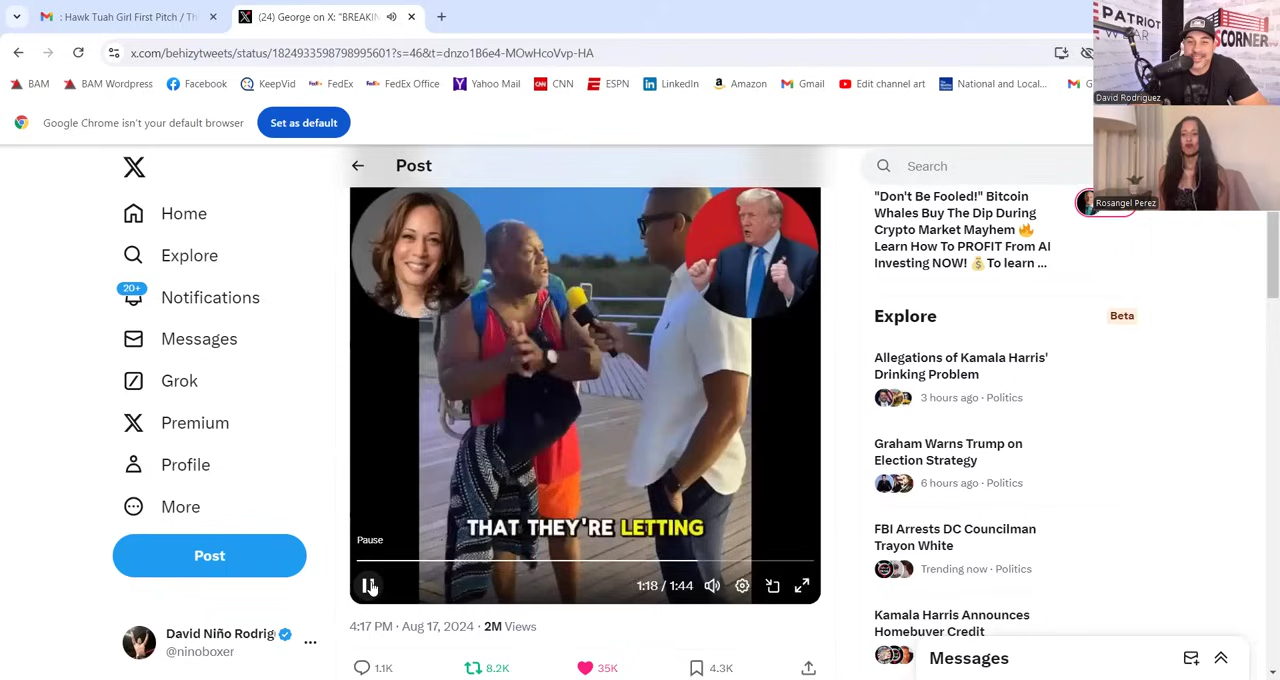 : Hawk Tuah Girl First Pitch / Th
(24) George on X: "BREAKIN
x.com/behizytweets/status/1824933598798995601?s=46&t=dnzo1B6ej-MOwHcoVvp-HA
BAM
BAM Wordpress
Facebook
KeepVid
FedEx
FedEx Office
Yahoo Mail
CNN
ESPN
LinkedIn
Amazon
Gmail
Edit channel art
National and Local...
G
Google Chrome isn't your default browser
Set as default
PATRIOT
CORNER
David Rodriguez
Rosangel Perez
Home
Explore
20+
Notifications
Messages
Grok
Premium
Profile
More
Post
David Niño Rodrig
@ninoboxer
Post
THAT THEY'RE LETTING
Pause
1:18 / 1:44
4:17 PM · Aug 17, 2024 · 2M Views
1.1K
8.2K
35K
4.3K
Search
"Don't Be Fooled!" Bitcoin
Whales Buy The Dip During
Crypto Market Mayhem 🔥
Learn How To PROFIT From AI
Investing NOW! 💰To learn ...
Explore
Beta
Allegations of Kamala Harris'
Drinking Problem
3 hours ago · Politics
Graham Warns Trump on
Election Strategy
6 hours ago · Politics
FBI Arrests DC Councilman
Trayon White
Trending now · Politics
Kamala Harris Announces
Homebuyer Credit
Messages